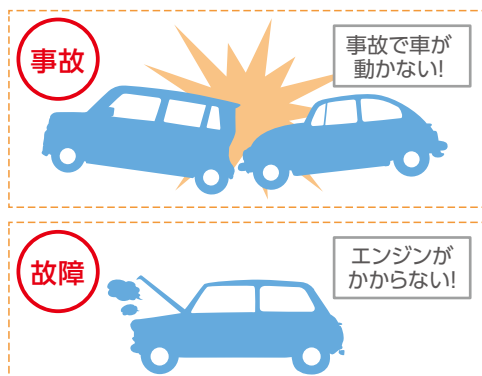 事故
事故で車が
動かない!
故障
エンジンが
かからない!